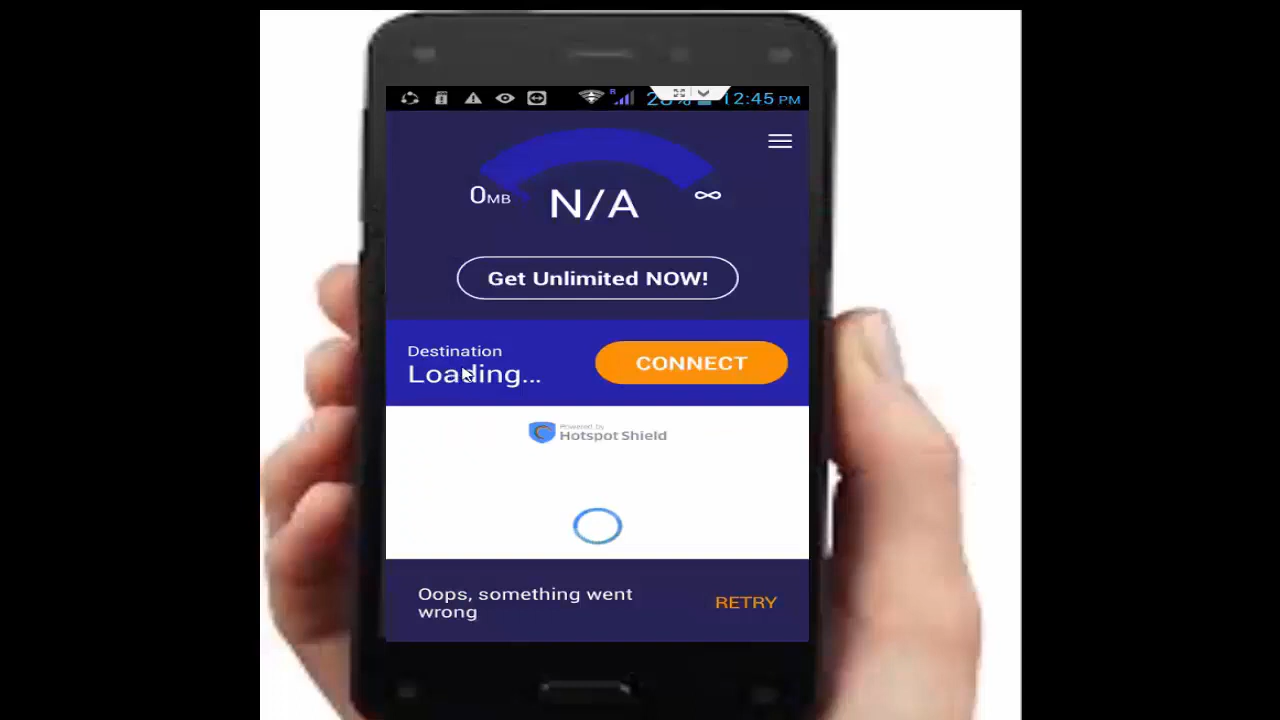 R 12:45 PM
0MB N/A ∞
Get Unlimited NOW!
Destination
Loading...
CONNECT
Powered by
Hotspot Shield
Oops, something went
wrong
RETRY